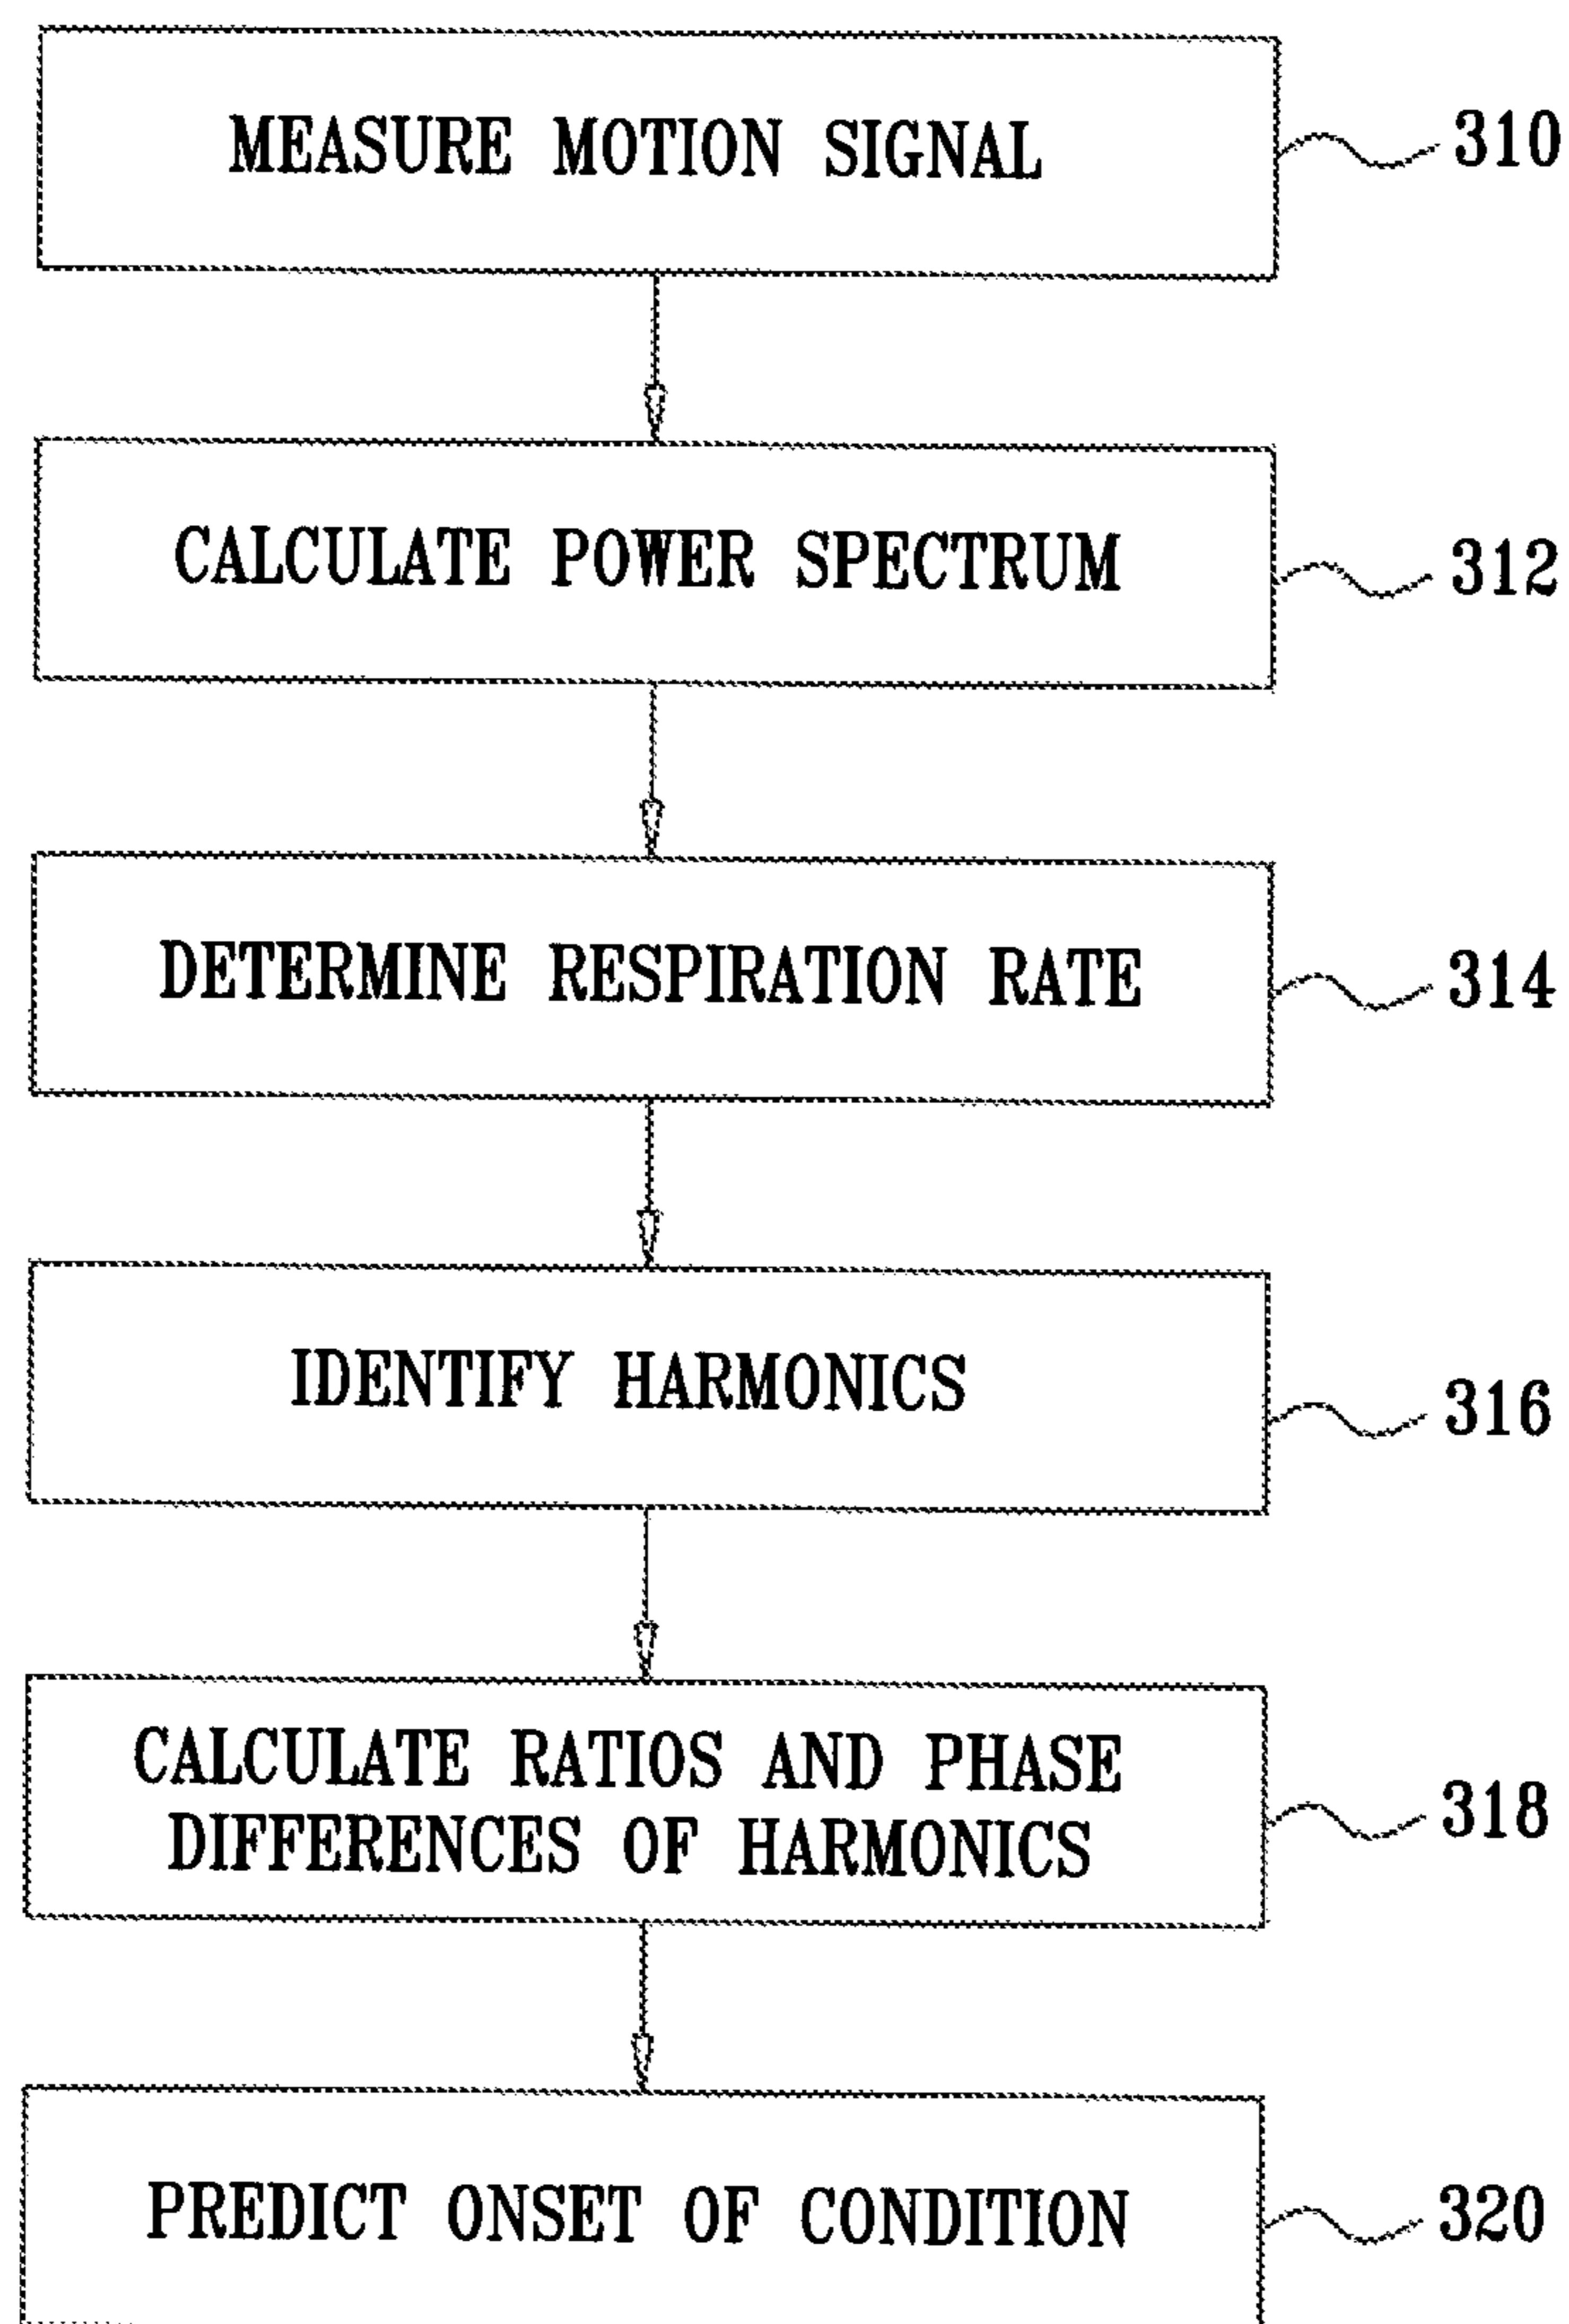 MEASURE MOTION SIGNAL
310
CALCULATE POWER SPECTRUM
312
DETERMINE RESPIRATION RATE
314
IDENTIFY HARMONICS
316
CALCULATE RATIOS AND PHASE
DIFFERENCES OF HARMONICS
318
PREDICT ONSET OF CONDITION
320